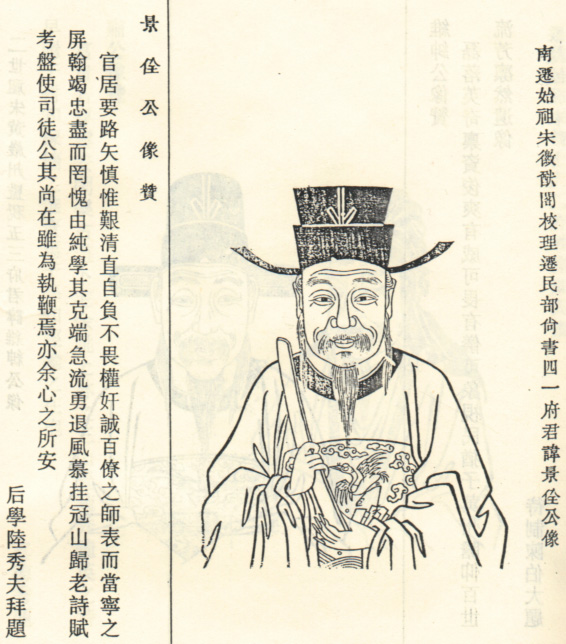 南遷始祖宋徽猷閣校理遷民部尙書四一府君諱景佺公像
景佺公像贊
官居要路矢慎惟艱清直自負不畏權奸誠百僚之師表而當寧之
屏翰竭忠盡而罔愧由純學其克端急流勇退風慕挂冠山歸老詩賦
考盤使司徒公其尚在雖為執鞭焉亦余心之所安
后學陸秀夫拜題